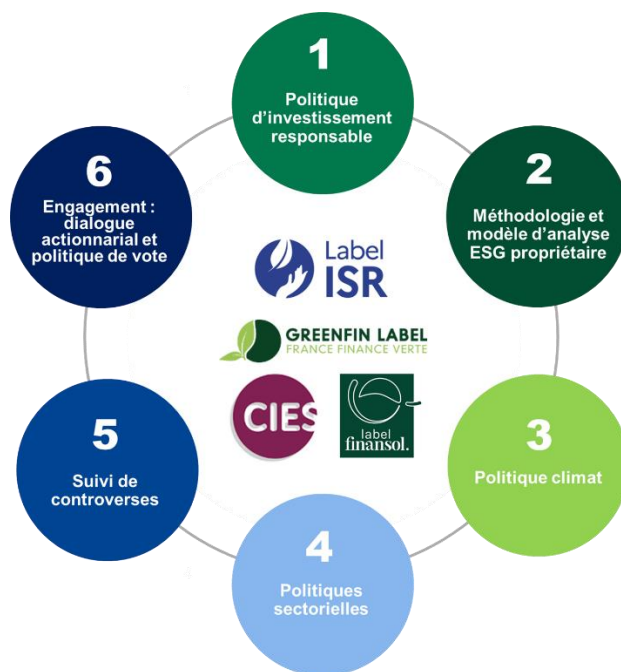 1
Politique
d'investissement
responsable
2
Méthodologie et
modèle d'analyse
ESG propriétaire
3
Politique climat
4
Politiques
sectorielles
5
Suivi de
controverses
6
Engagement :
dialogue
actionnarial et
politique de vote
Label
ISR
GREENFIN LABEL
FRANCE FINANCE VERTE
CIES
label
finansol.